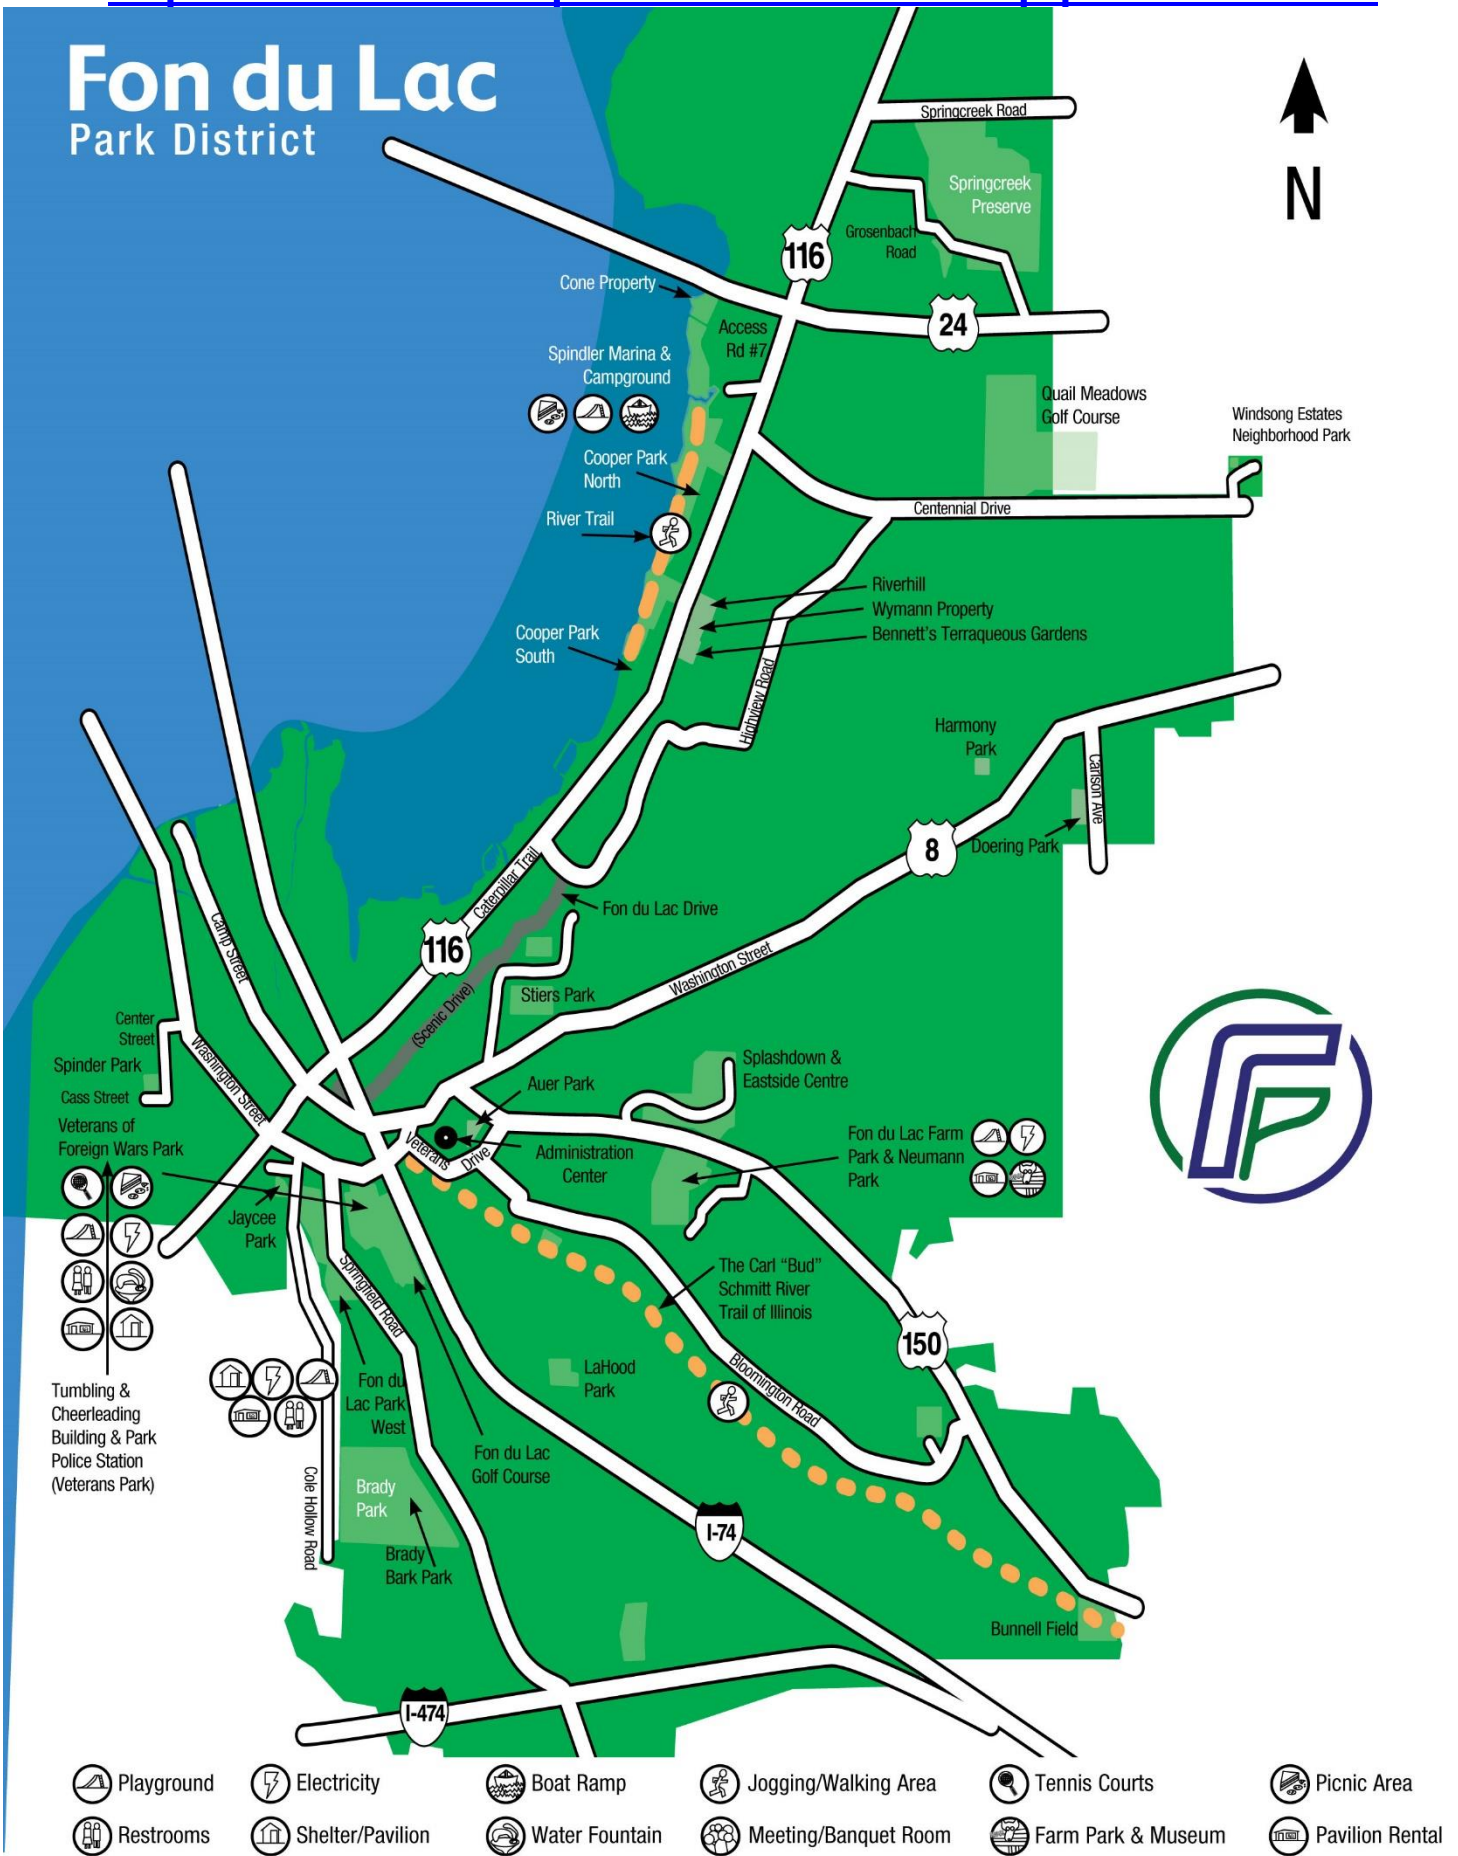 Fon du Lac
Park District
N
Springcreek Road
Springcreek
Preserve
Grosenbach
Road
116
24
Cone Property
Access
Rd #7
Spindler Marina &
Campground
Quail Meadows
Golf Course
Windsong Estates
Neighborhood Park
Cooper Park
North
Centennial Drive
River Trail
Riverhill
Wymann Property
Bennett's Terraqueous Gardens
Cooper Park
South
Highview Road
Harmony
Park
Carlson Ave
8
Doering Park
Caterpillar Trail
Fon du Lac Drive
116
Camp Street
Washington Street
Stiers Park
(Scenic Drive)
Center
Street
Spinder Park
Cass Street
Washington Street
Splashdown &
Eastside Centre
Auer Park
Veterans of
Foreign Wars Park
Veterans
Drive
Administration
Center
Fon du Lac Farm
Park & Neumann
Park
Jaycee
Park
Springfield Road
The Carl "Bud"
Schmitt River
Trail of Illinois
150
Bloomington Road
LaHood
Park
Fon du
Lac Park
West
Tumbling &
Cheerleading
Building & Park
Police Station
(Veterans Park)
Fon du Lac
Golf Course
Cole Hollow Road
Brady
Park
Brady
Bark Park
I-74
Bunnell Field
I-474
Playground
Electricity
Boat Ramp
Jogging/Walking Area
Tennis Courts
Picnic Area
Restrooms
Shelter/Pavilion
Water Fountain
Meeting/Banquet Room
Farm Park & Museum
Pavilion Rental